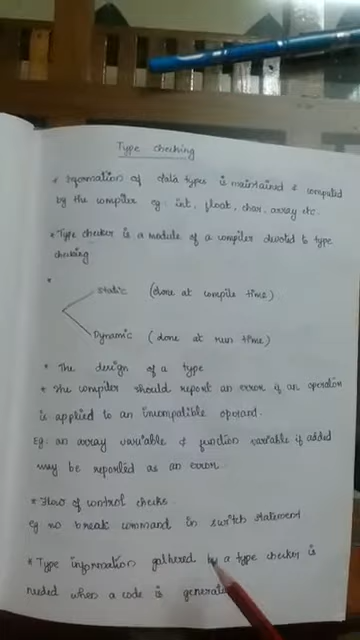 Type checking
* Information of data types is maintained & computed
by the compiler eg: int, float, char, array etc.
* Type checker is a module of a compiler devoted to type
checking
*
Static (done at compile time)
Dynamic (done at run time)
* The design of a type
* The compiler should report an error if an operation
is applied to an incompatible operand.
Eg: an array variable & function variable if added
may be reported as an error.
* Flow of control checks.
eg no break command in switch statement
* Type information gathered by a type checker is
needed when a code is generated